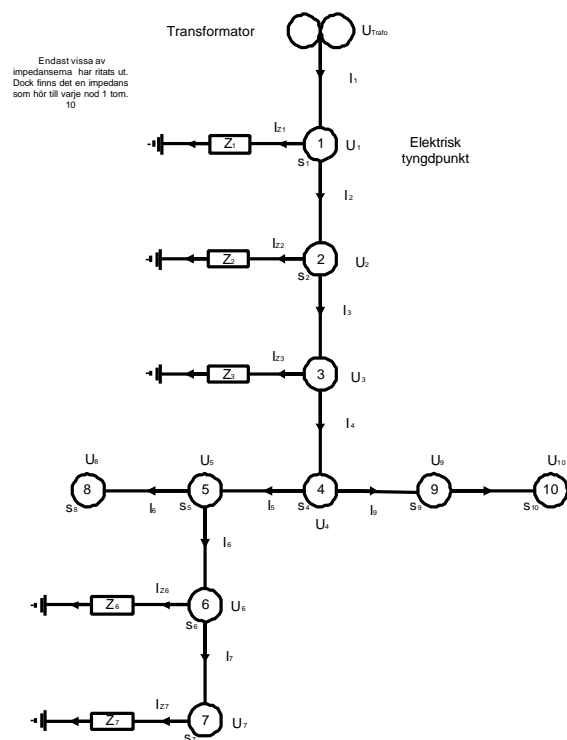 Transformator
U Trafo
Endast vissa av
impedanserna har ritats ut.
Dock finns det en impedans
som hör till varje nod 1 tom.
10
I1
IZ1
Z1
1
U1
S1
Elektrisk
tyngdpunkt
I2
IZ2
Z2
2
U2
S2
I3
IZ3
Z3
3
U3
S3
I4
U8
U5
U9
U10
8
5
4
9
10
S8
I6
S5
I5
S4
I9
S9
S10
U4
I6
IZ6
Z6
6
U6
S6
I7
IZ7
Z7
7
U7
S7